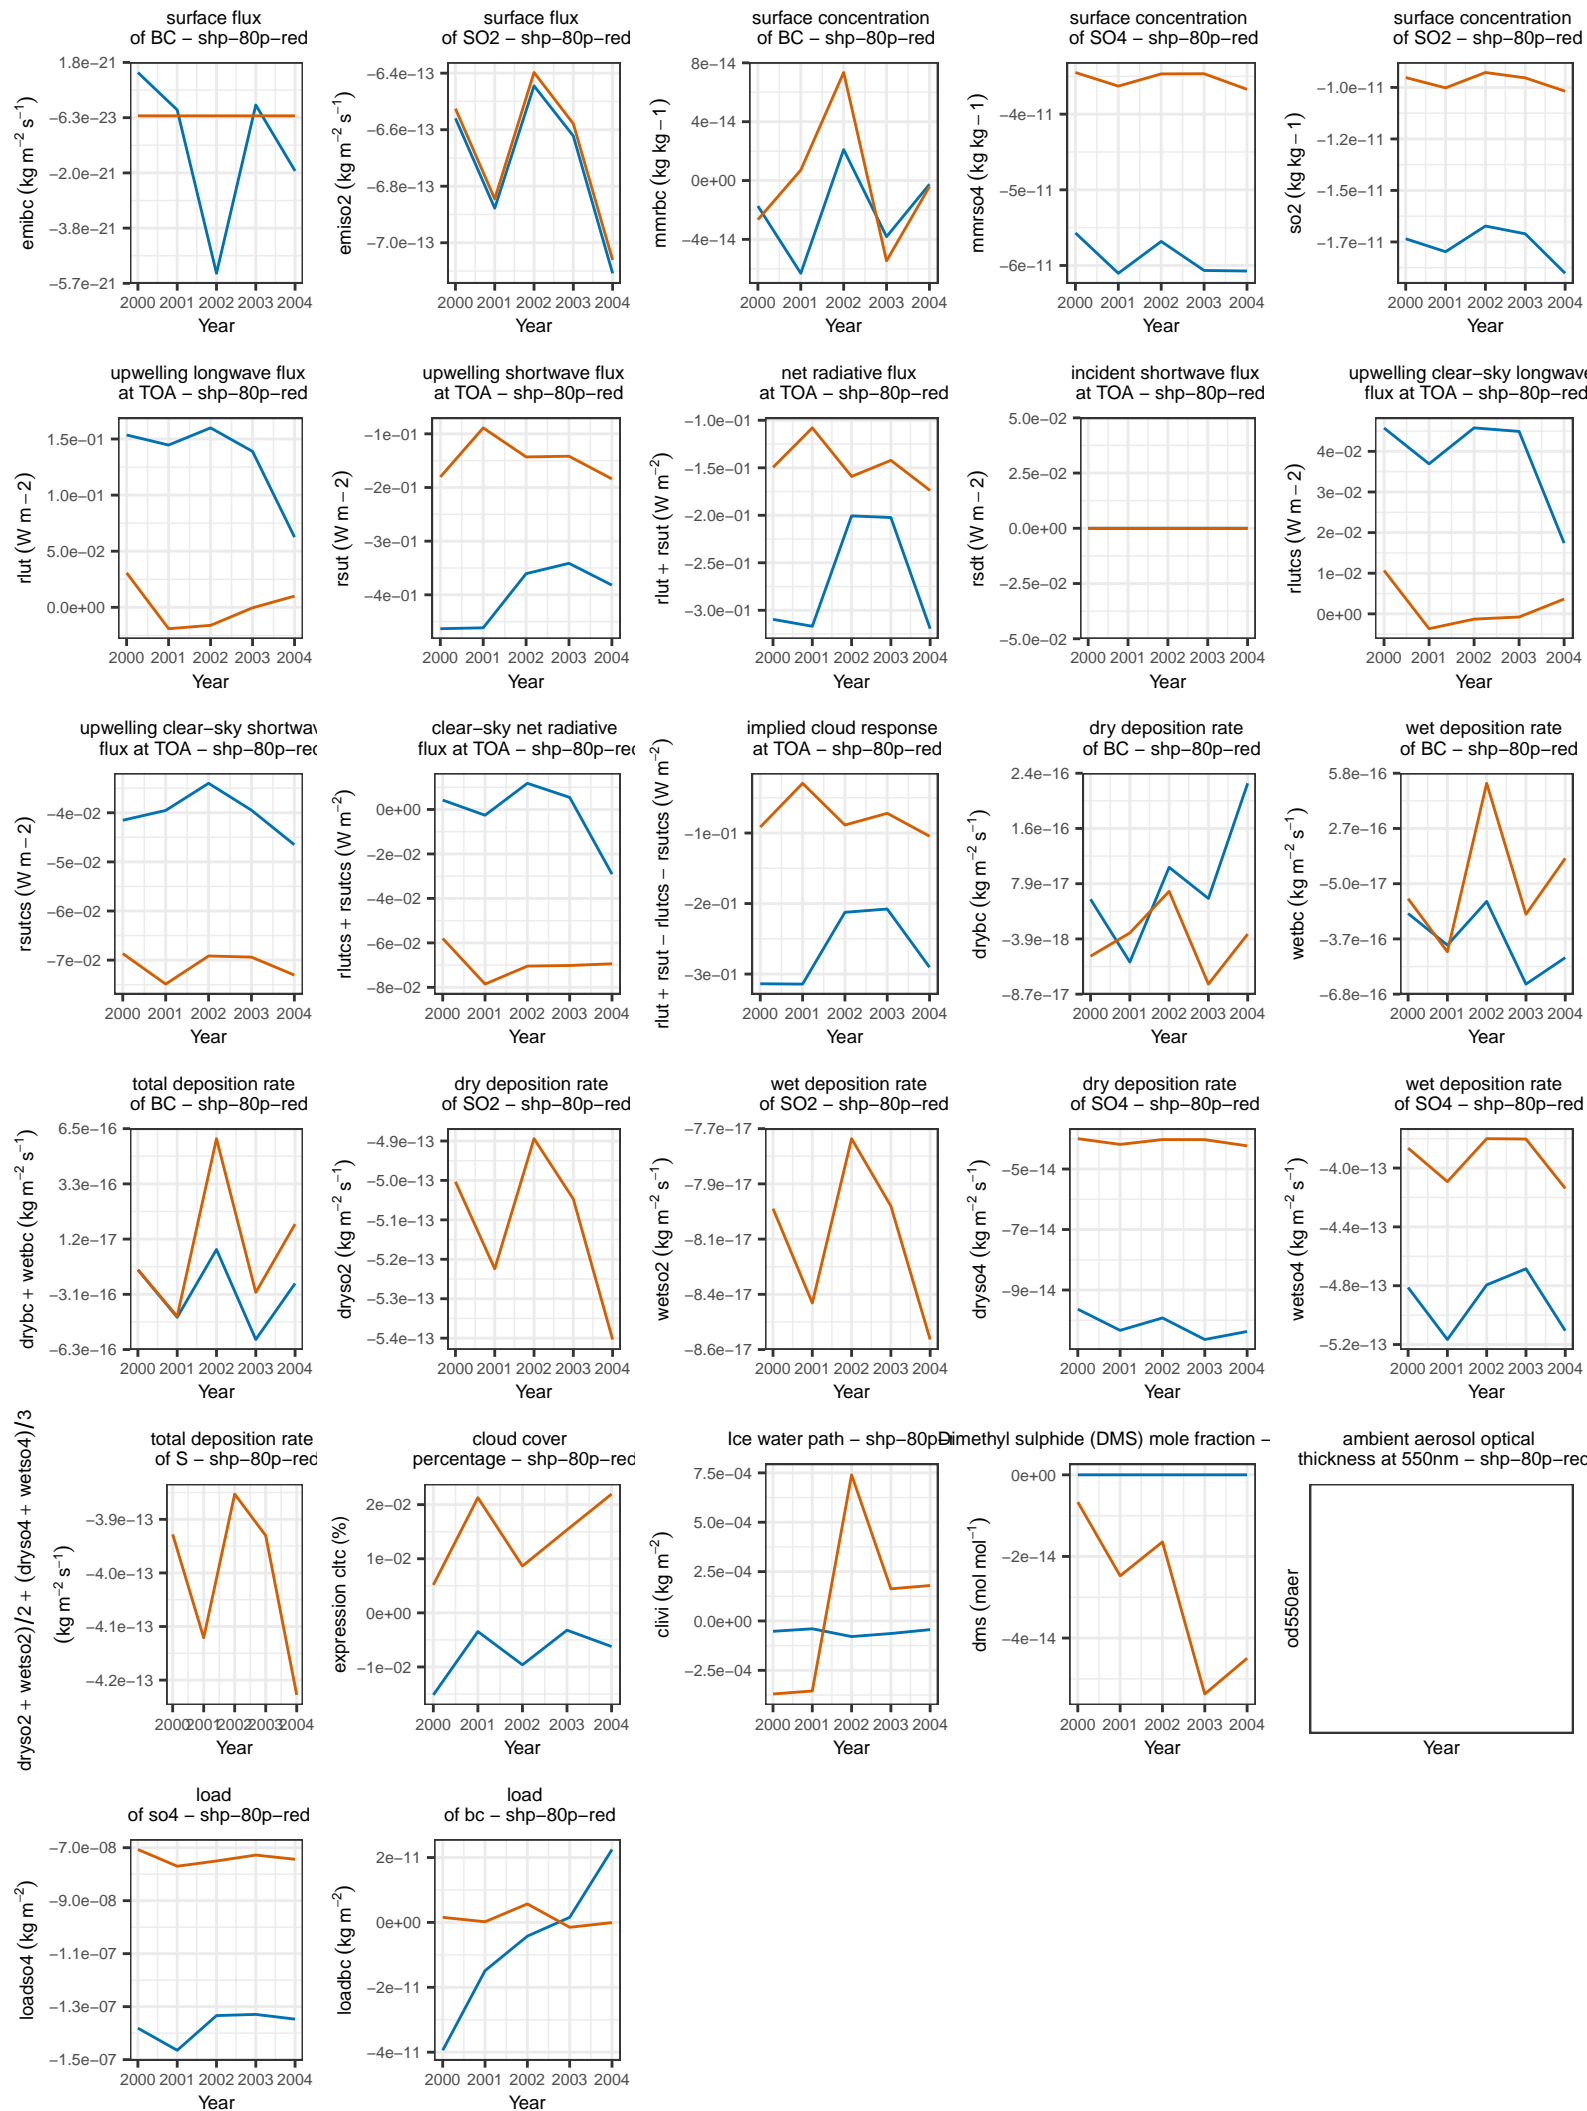 surface flux
of BC − shp−80p−red
emibc (kg m−2 s−1)
1.8e−21
−6.3e−23
−2.0e−21
−3.8e−21
−5.7e−21
2000 2001 2002 2003 2004
Year
surface flux
of SO2 − shp−80p−red
emiso2 (kg m−2 s−1)
−6.4e−13
−6.6e−13
−6.8e−13
−7.0e−13
2000 2001 2002 2003 2004
Year
surface concentration
of BC − shp−80p−red
mmrbc (kg kg − 1)
8e−14
4e−14
0e+00
−4e−14
2000 2001 2002 2003 2004
Year
surface concentration
of SO4 − shp−80p−red
mmrso4 (kg kg − 1)
−4e−11
−5e−11
−6e−11
2000 2001 2002 2003 2004
Year
surface concentration
of SO2 − shp−80p−red
so2 (kg kg − 1)
−1.0e−11
−1.2e−11
−1.5e−11
−1.7e−11
2000 2001 2002 2003 2004
Year
upwelling longwave flux
at TOA − shp−80p−red
rlut (W m − 2)
1.5e−01
1.0e−01
5.0e−02
0.0e+00
2000 2001 2002 2003 2004
Year
upwelling shortwave flux
at TOA − shp−80p−red
rsut (W m − 2)
−1e−01
−2e−01
−3e−01
−4e−01
2000 2001 2002 2003 2004
Year
net radiative flux
at TOA − shp−80p−red
rlut + rsut (W m−2)
−1.0e−01
−1.5e−01
−2.0e−01
−2.5e−01
−3.0e−01
2000 2001 2002 2003 2004
Year
incident shortwave flux
at TOA − shp−80p−red
rsdt (W m − 2)
5.0e−02
2.5e−02
0.0e+00
−2.5e−02
−5.0e−02
2000 2001 2002 2003 2004
Year
upwelling clear−sky longwave
flux at TOA − shp−80p−red
rlutcs (W m − 2)
4e−02
3e−02
2e−02
1e−02
0e+00
2000 2001 2002 2003 2004
Year
upwelling clear−sky shortwav
flux at TOA − shp−80p−red
rsutcs (W m − 2)
−4e−02
−5e−02
−6e−02
−7e−02
2000 2001 2002 2003 2004
Year
clear−sky net radiative
flux at TOA − shp−80p−red
rlutcs + rsutcs (W m−2)
0e+00
−2e−02
−4e−02
−6e−02
−8e−02
2000 2001 2002 2003 2004
Year
implied cloud response
at TOA − shp−80p−red
rlut + rsut − rlutcs − rsutcs (W m−2)
−1e−01
−2e−01
−3e−01
2000 2001 2002 2003 2004
Year
dry deposition rate
of BC − shp−80p−red
drybc (kg m−2 s−1)
2.4e−16
1.6e−16
7.9e−17
−3.9e−18
−8.7e−17
2000 2001 2002 2003 2004
Year
wet deposition rate
of BC − shp−80p−red
wetbc (kg m−2 s−1)
5.8e−16
2.7e−16
−5.0e−17
−3.7e−16
−6.8e−16
2000 2001 2002 2003 2004
Year
total deposition rate
of BC − shp−80p−red
drybc + wetbc (kg m−2 s−1)
6.5e−16
3.3e−16
1.2e−17
−3.1e−16
−6.3e−16
2000 2001 2002 2003 2004
Year
dry deposition rate
of SO2 − shp−80p−red
dryso2 (kg m−2 s−1)
−4.9e−13
−5.0e−13
−5.1e−13
−5.2e−13
−5.3e−13
−5.4e−13
2000 2001 2002 2003 2004
Year
wet deposition rate
of SO2 − shp−80p−red
wetso2 (kg m−2 s−1)
−7.7e−17
−7.9e−17
−8.1e−17
−8.4e−17
−8.6e−17
2000 2001 2002 2003 2004
Year
dry deposition rate
of SO4 − shp−80p−red
dryso4 (kg m−2 s−1)
−5e−14
−7e−14
−9e−14
2000 2001 2002 2003 2004
Year
wet deposition rate
of SO4 − shp−80p−red
wetso4 (kg m−2 s−1)
−4.0e−13
−4.4e−13
−4.8e−13
−5.2e−13
2000 2001 2002 2003 2004
Year
total deposition rate
of S − shp−80p−red
dryso2 + wetso2)/2 + (dryso4 + wetso4)/3
(kg m−2 s−1)
−3.9e−13
−4.0e−13
−4.1e−13
−4.2e−13
2000 2001 2002 2003 2004
Year
cloud cover
percentage − shp−80p−red
expression cltc (%)
2e−02
1e−02
0e+00
−1e−02
2000 2001 2002 2003 2004
Year
Ice water path − shp−80p−
clivi (kg m−2)
7.5e−04
5.0e−04
2.5e−04
0.0e+00
−2.5e−04
2000 2001 2002 2003 2004
Year
Dimethyl sulphide (DMS) mole fraction −
dms (mol mol−1)
0e+00
−2e−14
−4e−14
2000 2001 2002 2003 2004
Year
ambient aerosol optical
thickness at 550nm − shp−80p−red
od550aer
Year
load
of so4 − shp−80p−red
loadso4 (kg m−2)
−7.0e−08
−9.0e−08
−1.1e−07
−1.3e−07
−1.5e−07
2000 2001 2002 2003 2004
Year
load
of bc − shp−80p−red
loadbc (kg m−2)
2e−11
0e+00
−2e−11
−4e−11
2000 2001 2002 2003 2004
Year